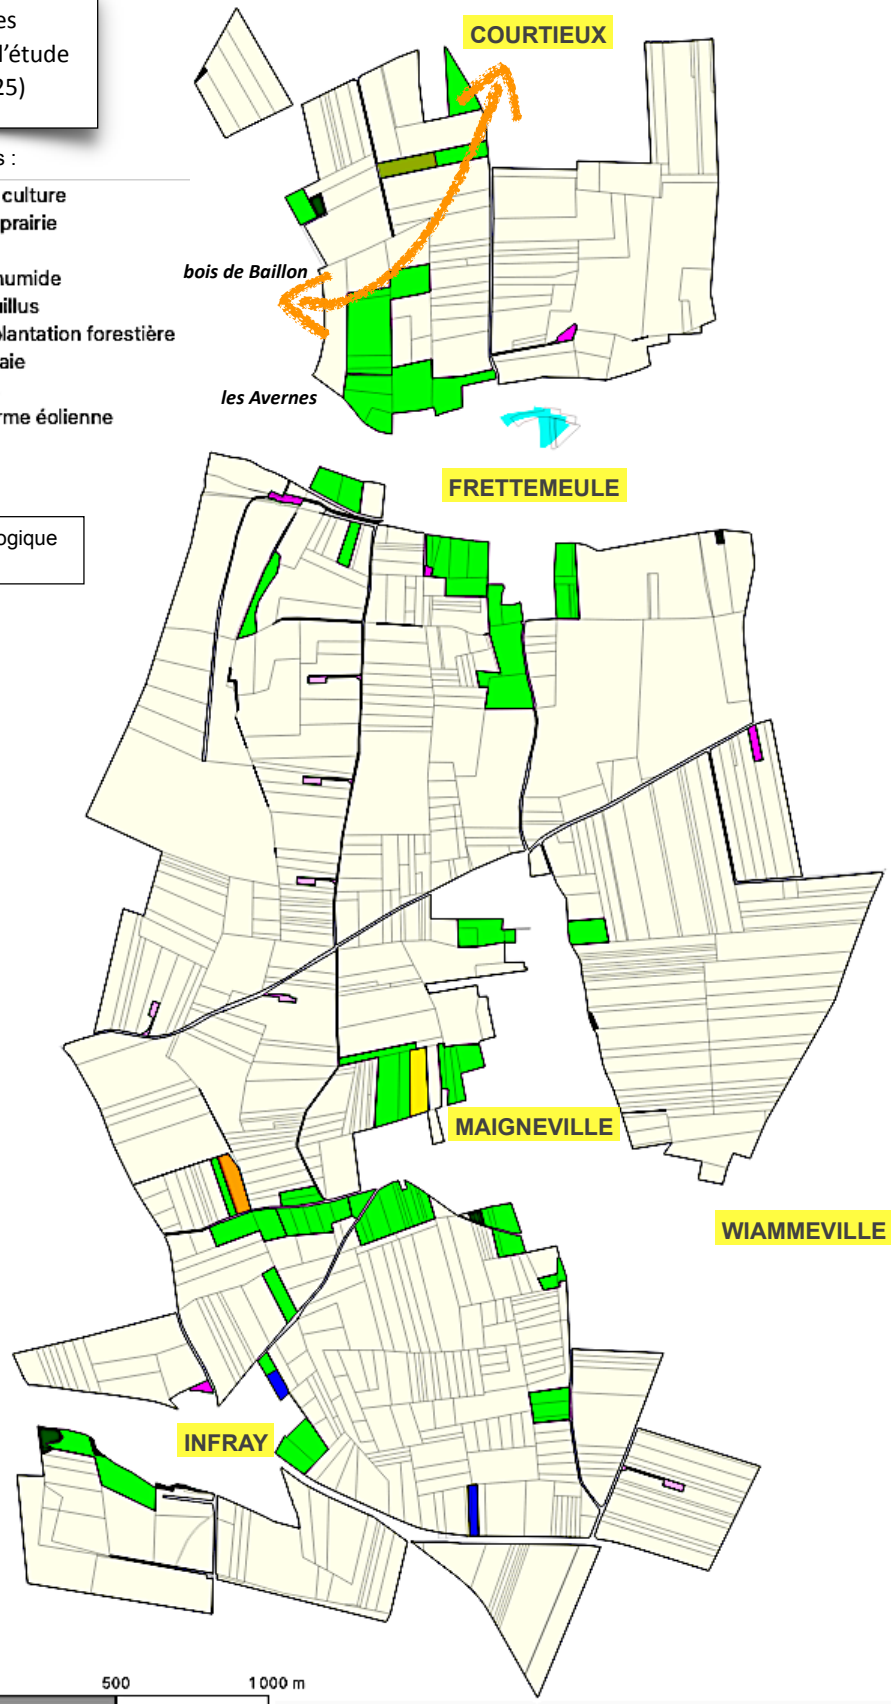 es
l'étude
25)
s :
culture
prairie
humide
uillus
plantation forestière
aie
rme éolienne
ogique
COURTIEUX
bois de Baillon
les Avernes
FRETTEMEULE
MAIGNEVILLE
WIAMMEVILLE
INFRAY
500 1000 m